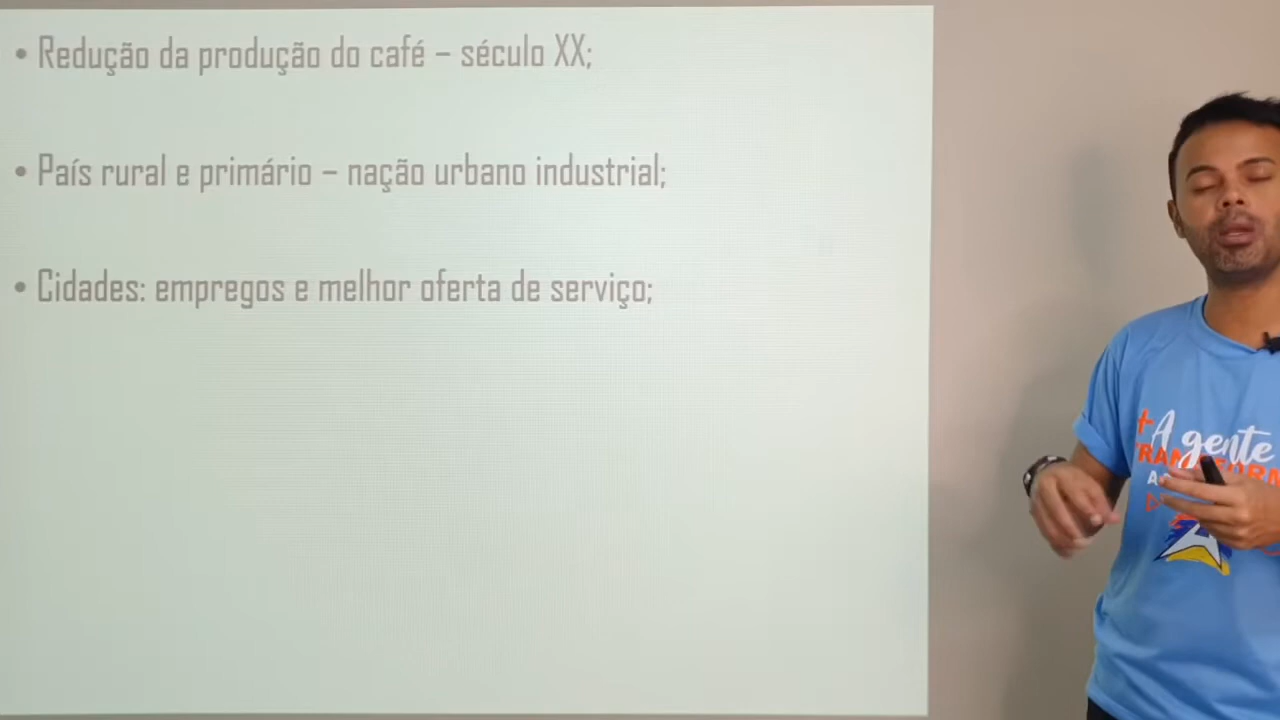 • Redução da produção do café – século XX;
• País rural e primário – nação urbano industrial;
• Cidades: empregos e melhor oferta de serviço;
+A gente